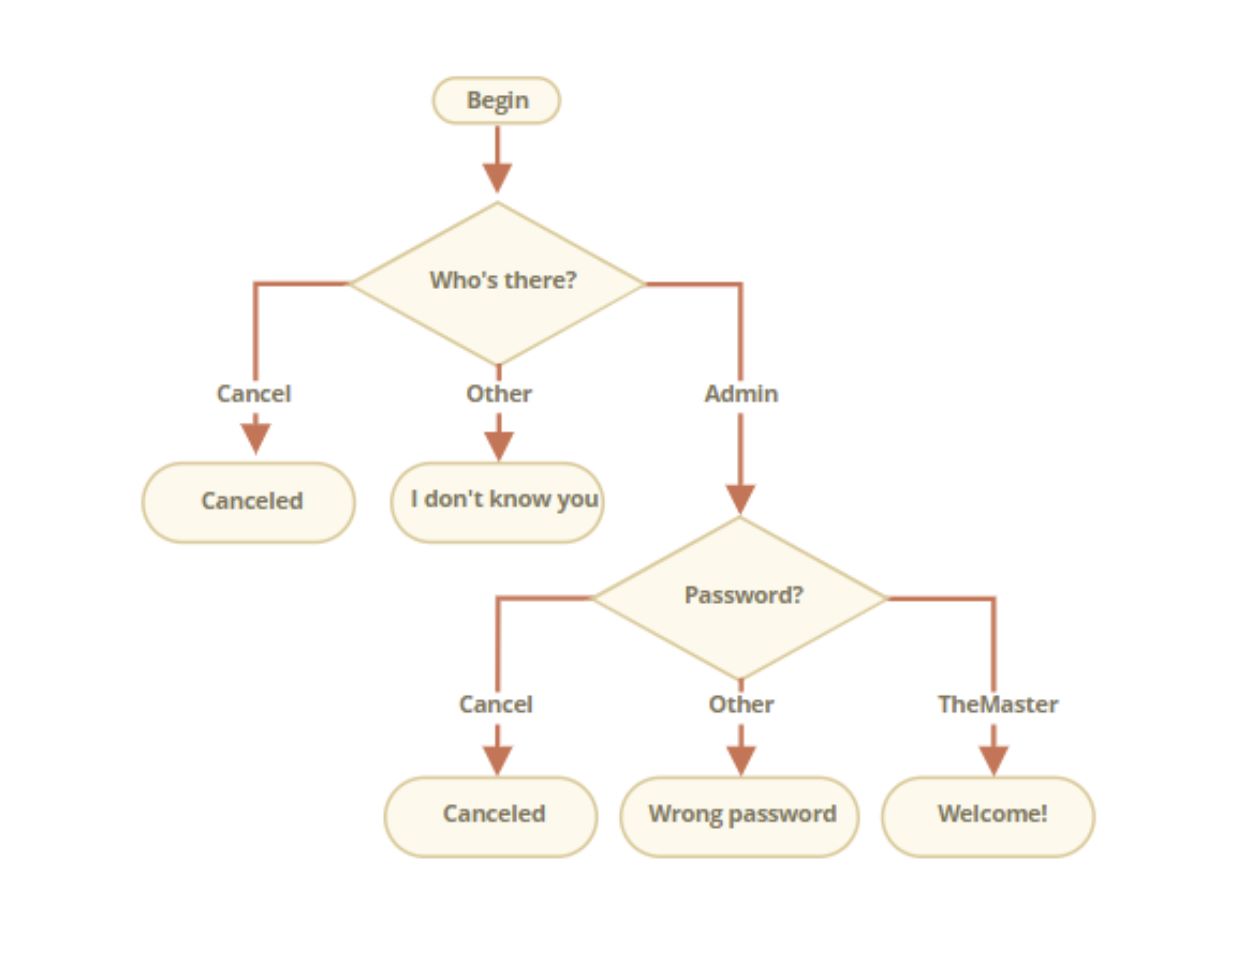 Begin
Who's there?
Cancel
Other
Admin
Canceled
I don't know you
Password?
Cancel
Other
TheMaster
Canceled
Wrong password
Welcome!